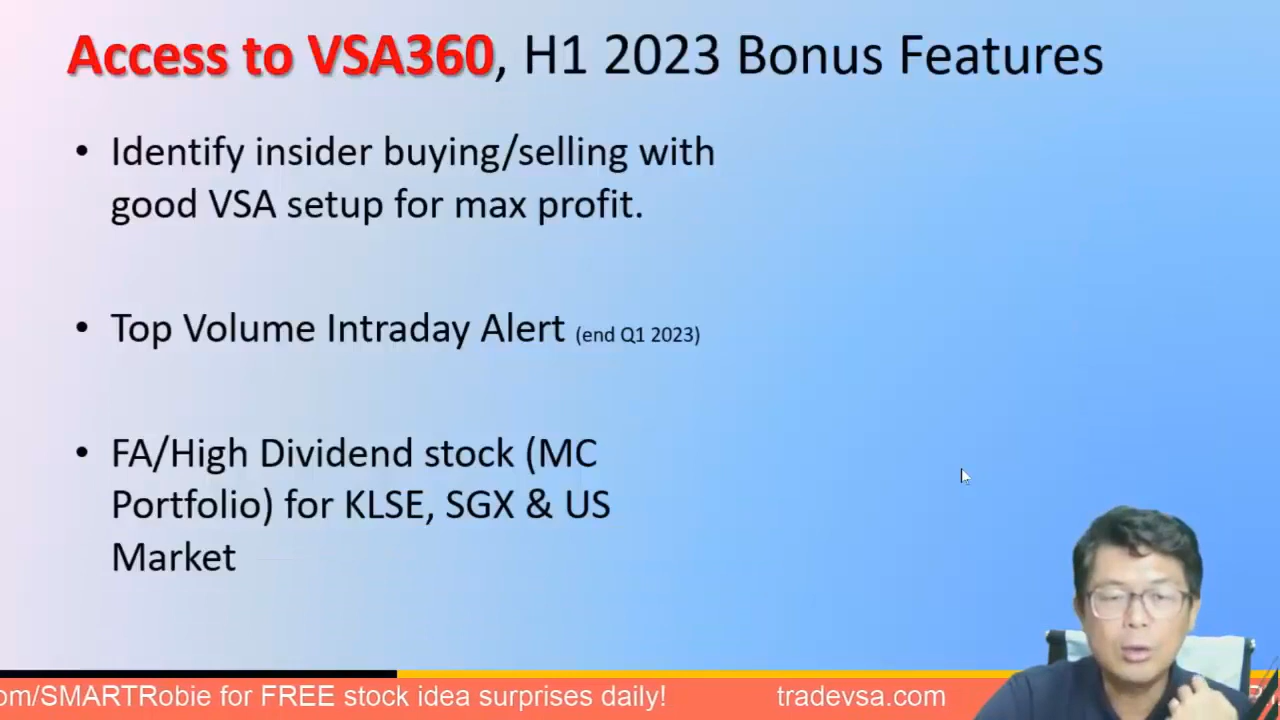 Access to VSA360, H1 2023 Bonus Features
• Identify insider buying/selling with
good VSA setup for max profit.
• Top Volume Intraday Alert (end Q1 2023)
• FA/High Dividend stock (MC
Portfolio) for KLSE, SGX & US
Market
om/SMARTRobie for FREE stock idea surprises daily! tradevsa.com